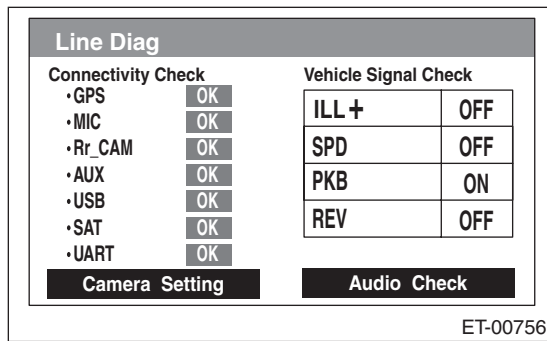 Line Diag
Connectivity Check
•GPS OK
•MIC OK
•Rr_CAM OK
•AUX OK
•USB OK
•SAT OK
•UART OK
Camera Setting
Vehicle Signal Check
ILL+ OFF
SPD OFF
PKB ON
REV OFF
Audio Check
ET-00756